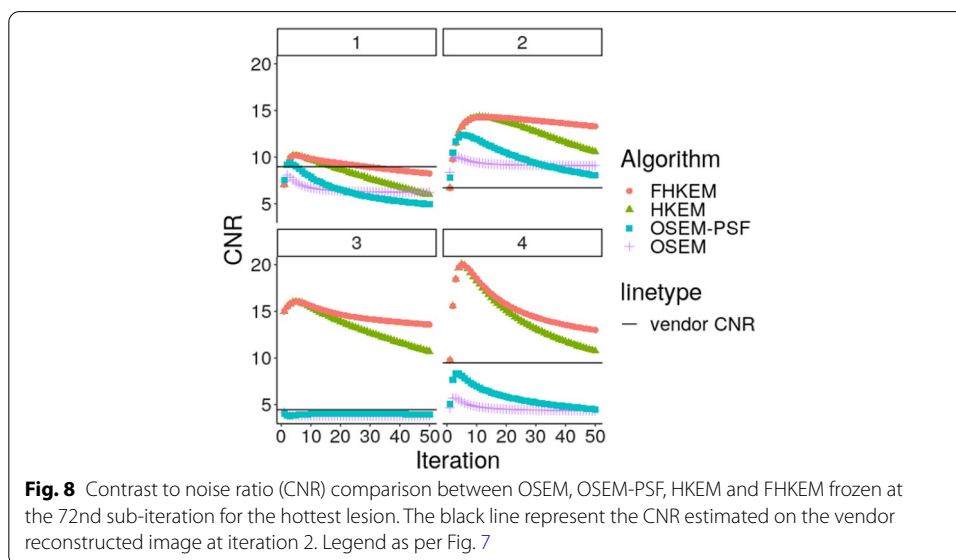 1 2
20
15
10
5
3 4
20
15
10
5
CNR
0 10 20 30 40 50 0 10 20 30 40 50
Iteration
Algorithm
FHKEM
HKEM
OSEM-PSF
OSEM
linetype
vendor CNR
Fig. 8 Contrast to noise ratio (CNR) comparison between OSEM, OSEM-PSF, HKEM and FHKEM frozen at
the 72nd sub-iteration for the hottest lesion. The black line represent the CNR estimated on the vendor
reconstructed image at iteration 2. Legend as per Fig. 7